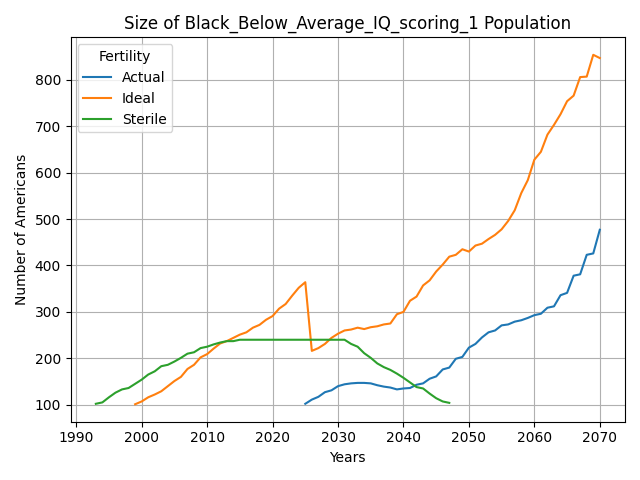 Size of Black_Below_Average_IQ_scoring_1 Population
Fertility
Actual
Ideal
Sterile
Number of Americans
800
700
600
500
400
300
200
100
1990 2000 2010 2020 2030 2040 2050 2060 2070
Years